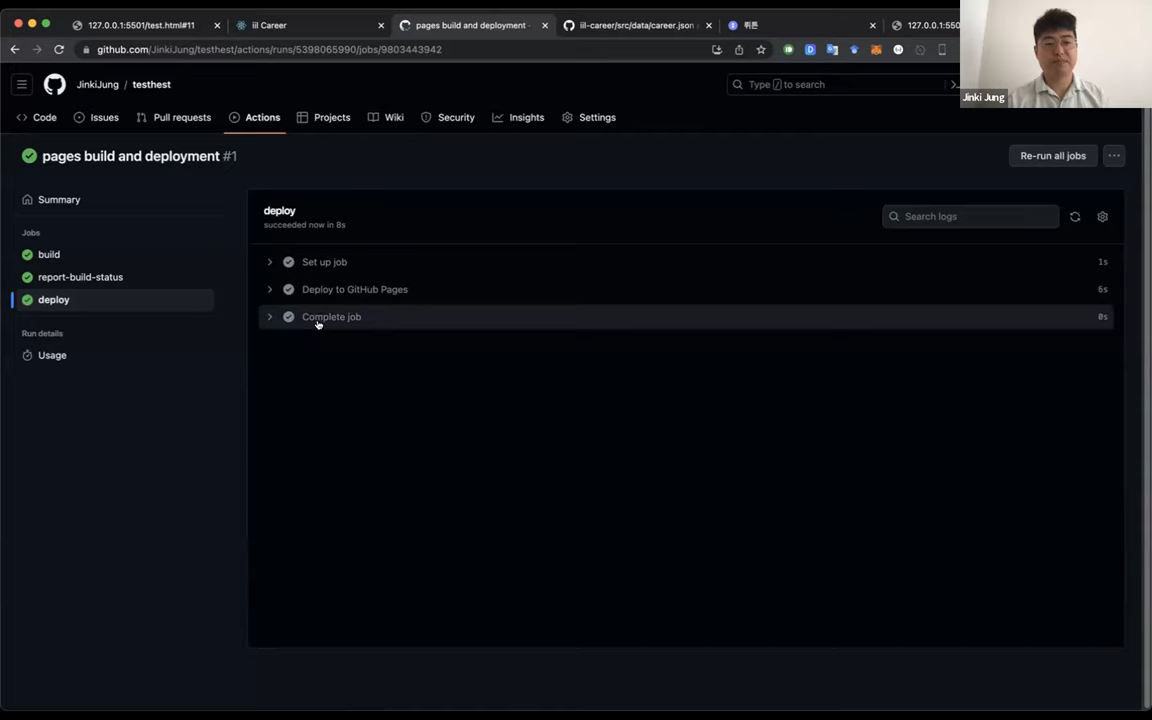 127.0.0.1:5501/test.html#11
iil Career
pages build and deployment
iil-career/src/data/career.json
뤼튼
127.0.0.1:550
github.com/JinkiJung/testhest/actions/runs/5398065990/jobs/9803443942
JinkiJung / testhest
Type / to search
Jinki Jung
Code
Issues
Pull requests
Actions
Projects
Wiki
Security
Insights
Settings
pages build and deployment #1
Re-run all jobs
Summary
Jobs
build
report-build-status
deploy
Run details
Usage
deploy
succeeded now in 8s
Search logs
Set up job 1s
Deploy to GitHub Pages 6s
Complete job 0s